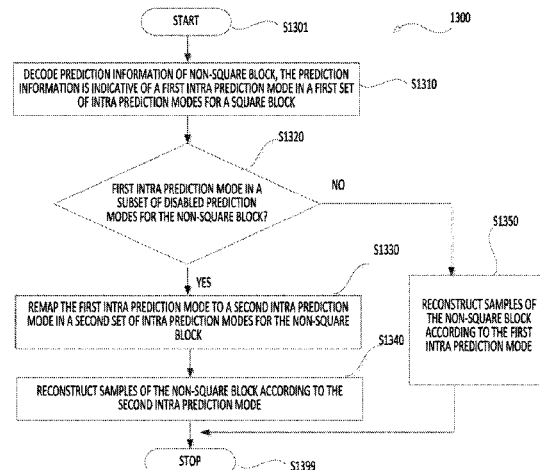 START
S1301
1300
DECODE PREDICTION INFORMATION OF NON-SQUARE BLOCK, THE PREDICTION
INFORMATION IS INDICATIVE OF A FIRST INTRA PREDICTION MODE IN A FIRST SET
OF INTRA PREDICTION MODES FOR A SQUARE BLOCK
S1310
S1320
FIRST INTRA PREDICTION MODE IN A
SUBSET OF DISABLED PREDICTION
MODES FOR THE NON-SQUARE BLOCK?
NO
YES
S1330
S1350
REMAP THE FIRST INTRA PREDICTION MODE TO A SECOND INTRA PREDICTION
MODE IN A SECOND SET OF INTRA PREDICTION MODES FOR THE NON-SQUARE
BLOCK
RECONSTRUCT SAMPLES OF
THE NON-SQUARE BLOCK
ACCORDING TO THE FIRST
INTRA PREDICTION MODE
S1340
RECONSTRUCT SAMPLES OF THE NON-SQUARE BLOCK ACCORDING TO THE
SECOND INTRA PREDICTION MODE
STOP
S1399